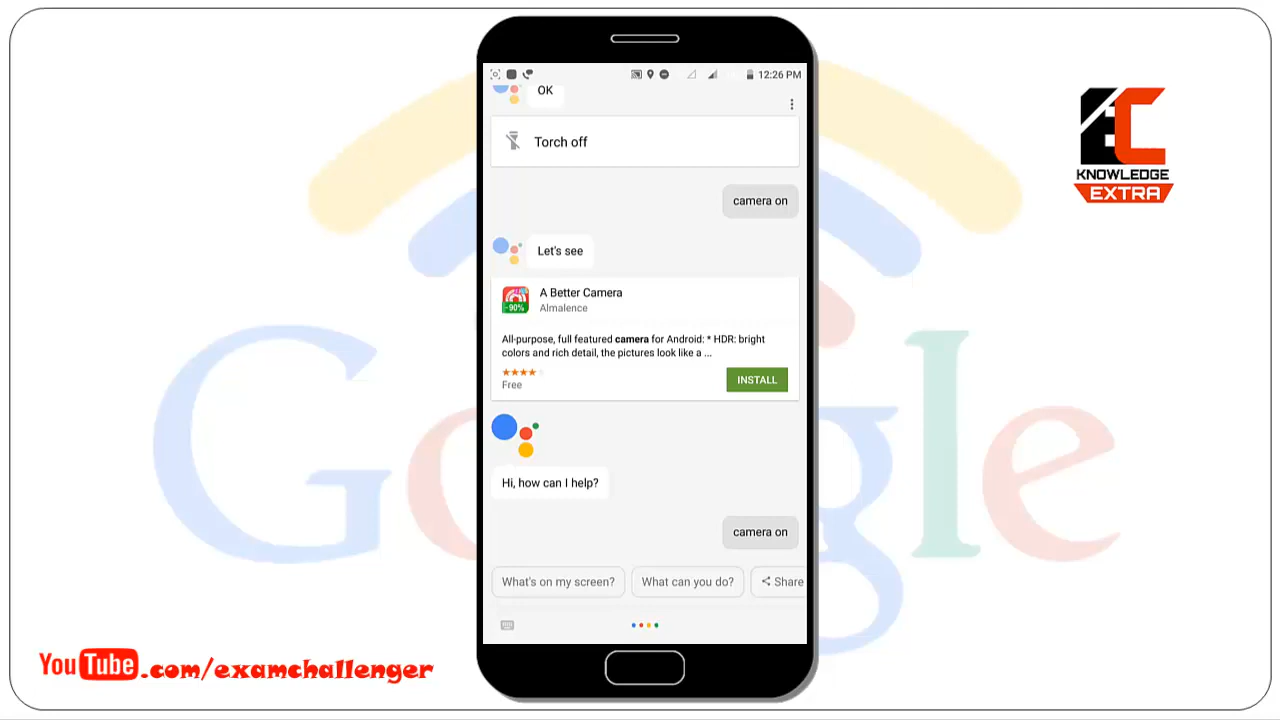 12:26 PM
OK
Torch off
camera on
Let's see
A Better Camera
Almalence
-90%
All-purpose, full featured camera for Android: * HDR: bright
colors and rich detail, the pictures look like a ...
★★★★★
Free
INSTALL
Hi, how can I help?
camera on
What's on my screen?
What can you do?
Share
EC
KNOWLEDGE
EXTRA
Google
YouTube.com/examchallenger